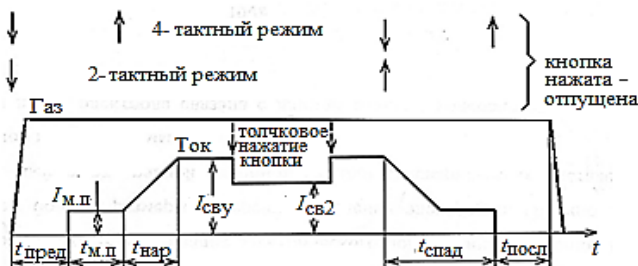 4- тактный режим
2- тактный режим
кнопка
нажата –
отпущена
Газ
Ток
толчковое
нажатие
кнопки
Iм.п
Iсву
Iсв2
tпред tм.п tнар tспад tпосл t